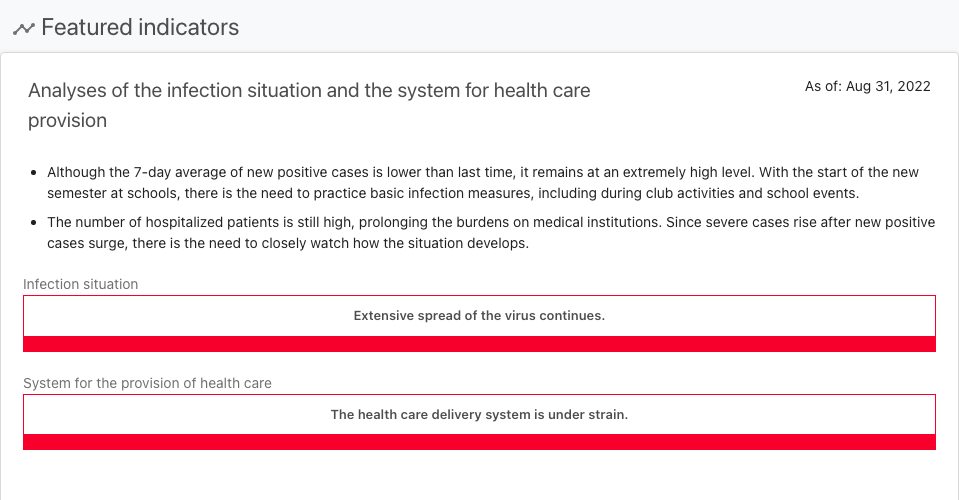 Featured indicators
Analyses of the infection situation and the system for health care
provision
As of: Aug 31, 2022
Although the 7-day average of new positive cases is lower than last time, it remains at an extremely high level. With the start of the new
semester at schools, there is the need to practice basic infection measures, including during club activities and school events.
The number of hospitalized patients is still high, prolonging the burdens on medical institutions. Since severe cases rise after new positive
cases surge, there is the need to closely watch how the situation develops.
Infection situation
Extensive spread of the virus continues.
System for the provision of health care
The health care delivery system is under strain.